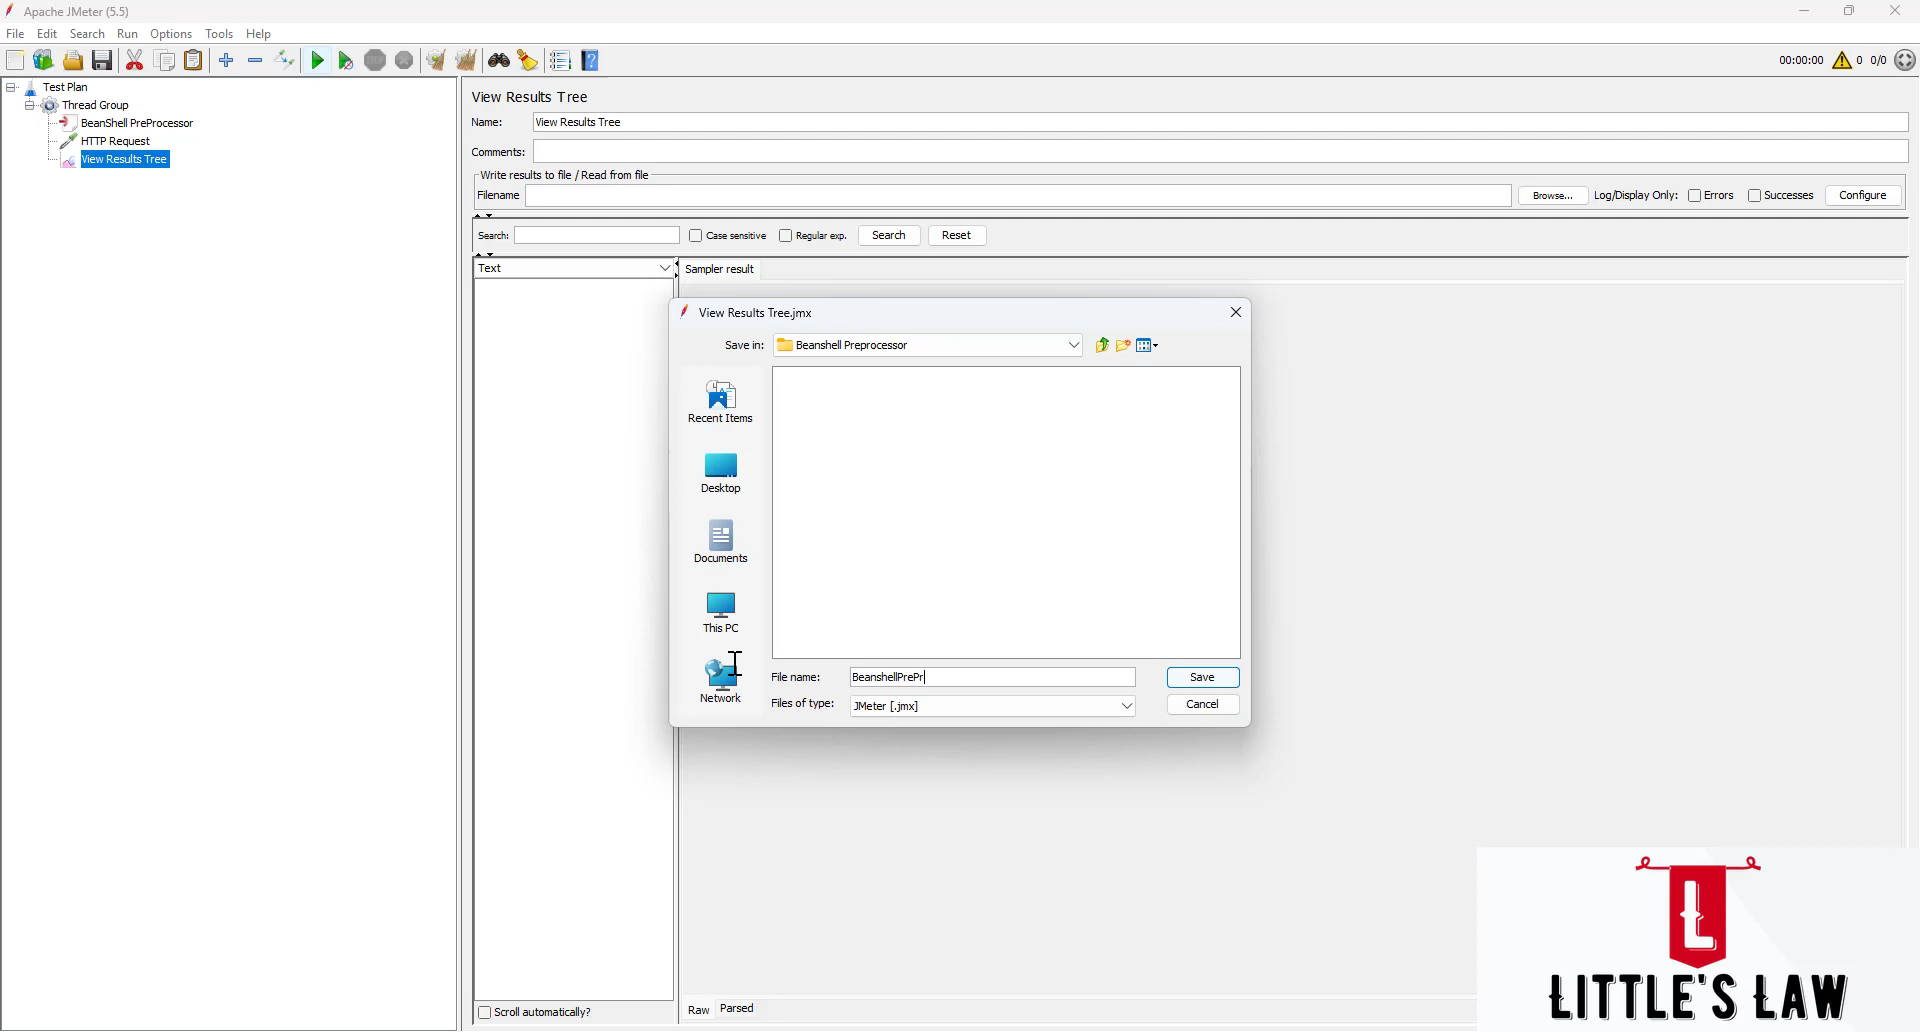 Apache JMeter (5.5)
File Edit Search Run Options Tools Help
00:00:00 0 0/0
Test Plan
Thread Group
BeanShell PreProcessor
HTTP Request
View Results Tree
View Results Tree
Name: View Results Tree
Comments:
Write results to file / Read from file
Filename Browse... Log/Display Only: Errors Successes Configure
Search: Case sensitive Regular exp. Search Reset
Text
Sampler result
View Results Tree.jmx
Save in: Beanshell Preprocessor
Recent Items
Desktop
Documents
This PC
Network
File name: BeanshellPrePr Save
Files of type: JMeter [.jmx] Cancel
Scroll automatically?
Raw Parsed
L
LITTLE'S LAW